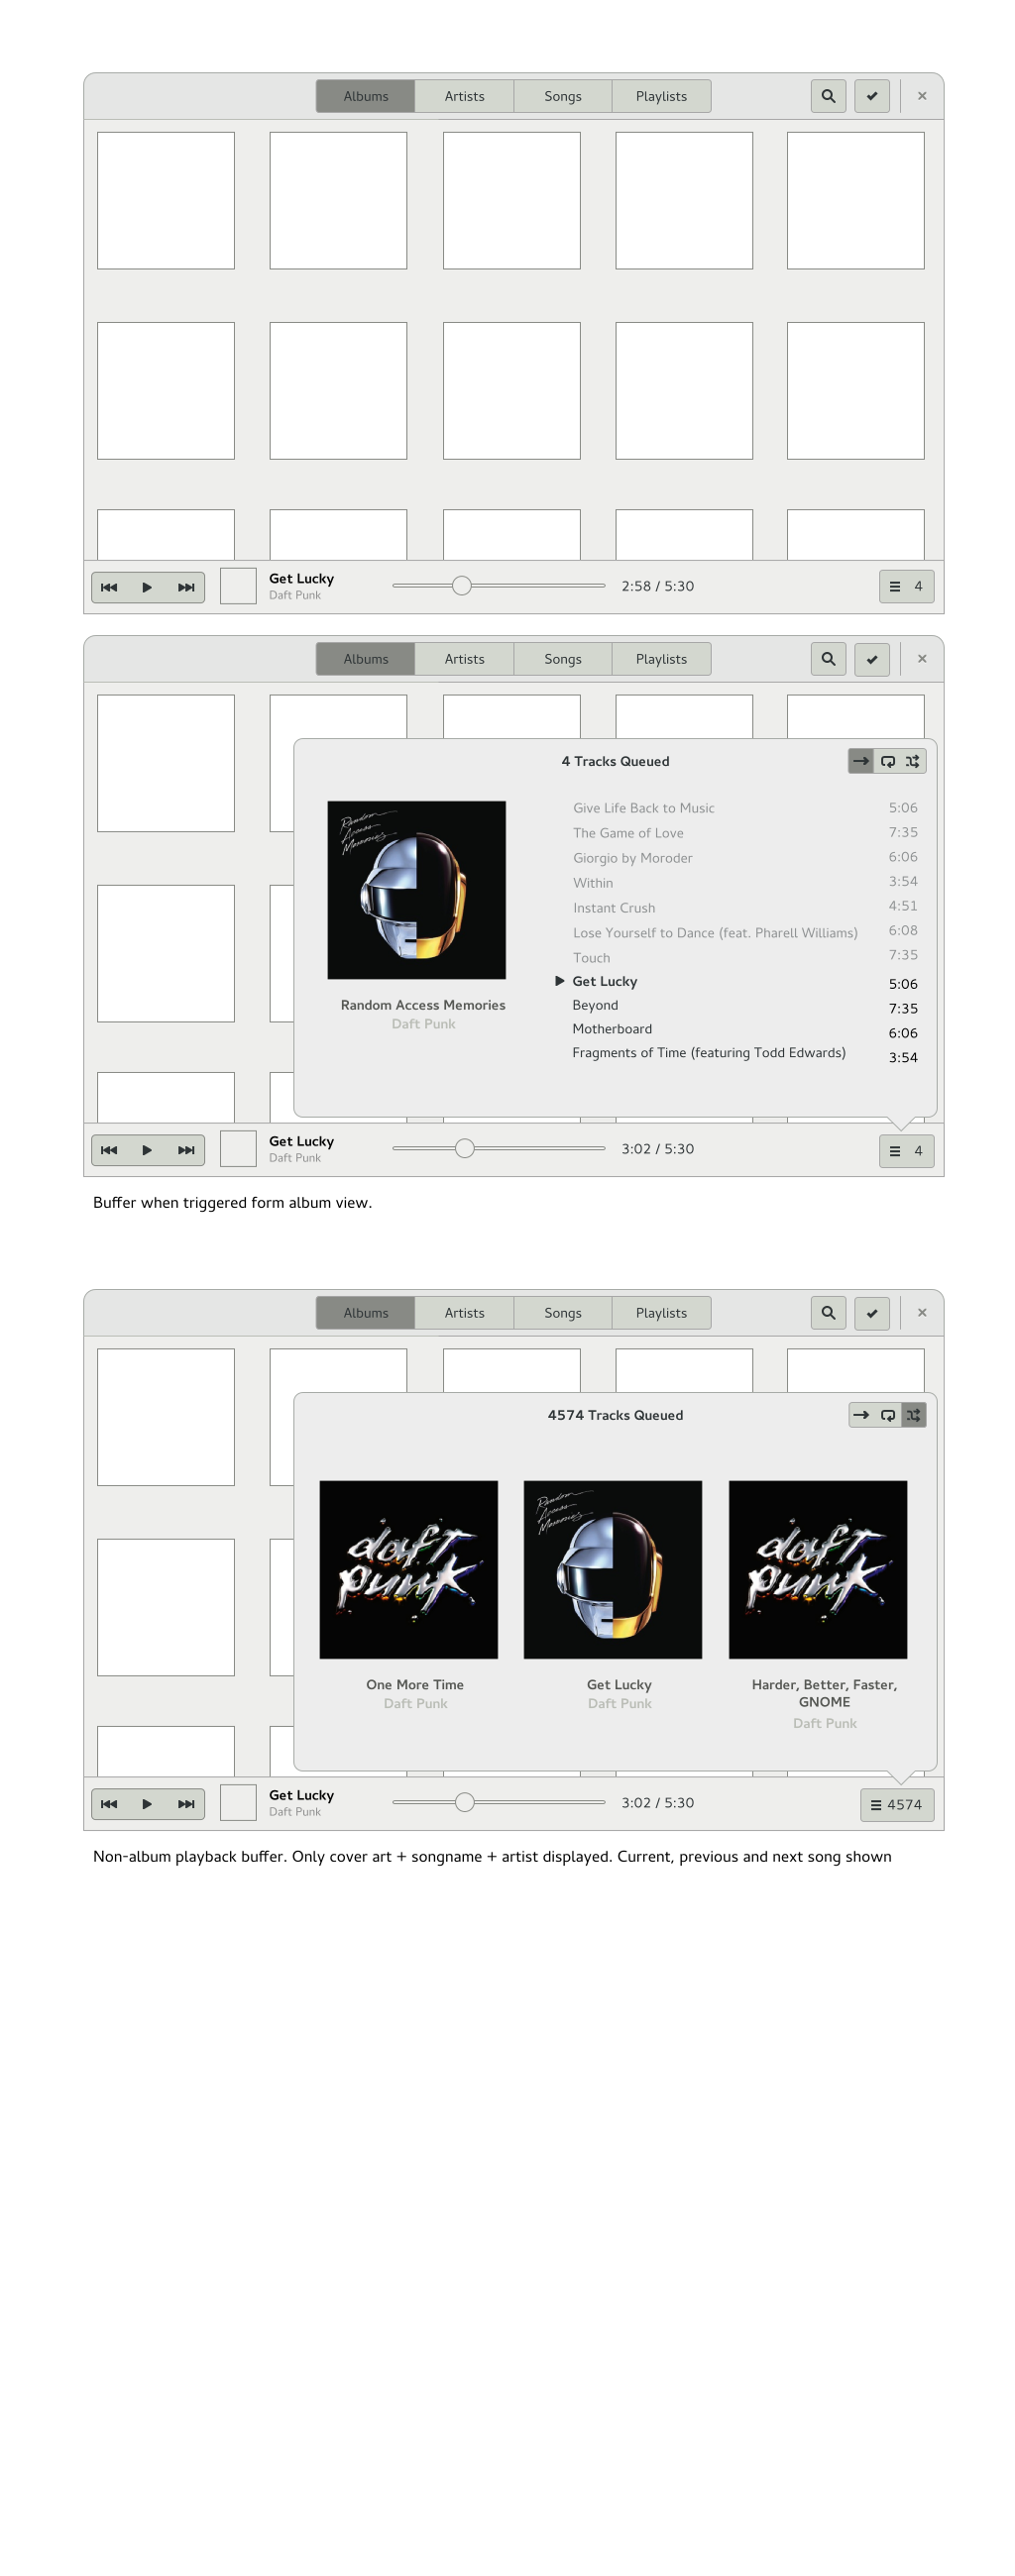 Albums Artists Songs Playlists
Get Lucky
Daft Punk
2:58 / 5:30
4
Albums Artists Songs Playlists
4 Tracks Queued
Random
Access
Memories
Random Access Memories
Daft Punk
Give Life Back to Music 5:06
The Game of Love 7:35
Giorgio by Moroder 6:06
Within 3:54
Instant Crush 4:51
Lose Yourself to Dance (feat. Pharell Williams) 6:08
Touch 7:35
Get Lucky 5:06
Beyond 7:35
Motherboard 6:06
Fragments of Time (featuring Todd Edwards) 3:54
Get Lucky
Daft Punk
3:02 / 5:30
4
Buffer when triggered form album view.
Albums Artists Songs Playlists
4574 Tracks Queued
daft
punk
One More Time
Daft Punk
Random
Access
Memories
Get Lucky
Daft Punk
daft
punk
Harder, Better, Faster,
GNOME
Daft Punk
Get Lucky
Daft Punk
3:02 / 5:30
4574
Non-album playback buffer. Only cover art + songname + artist displayed. Current, previous and next song shown